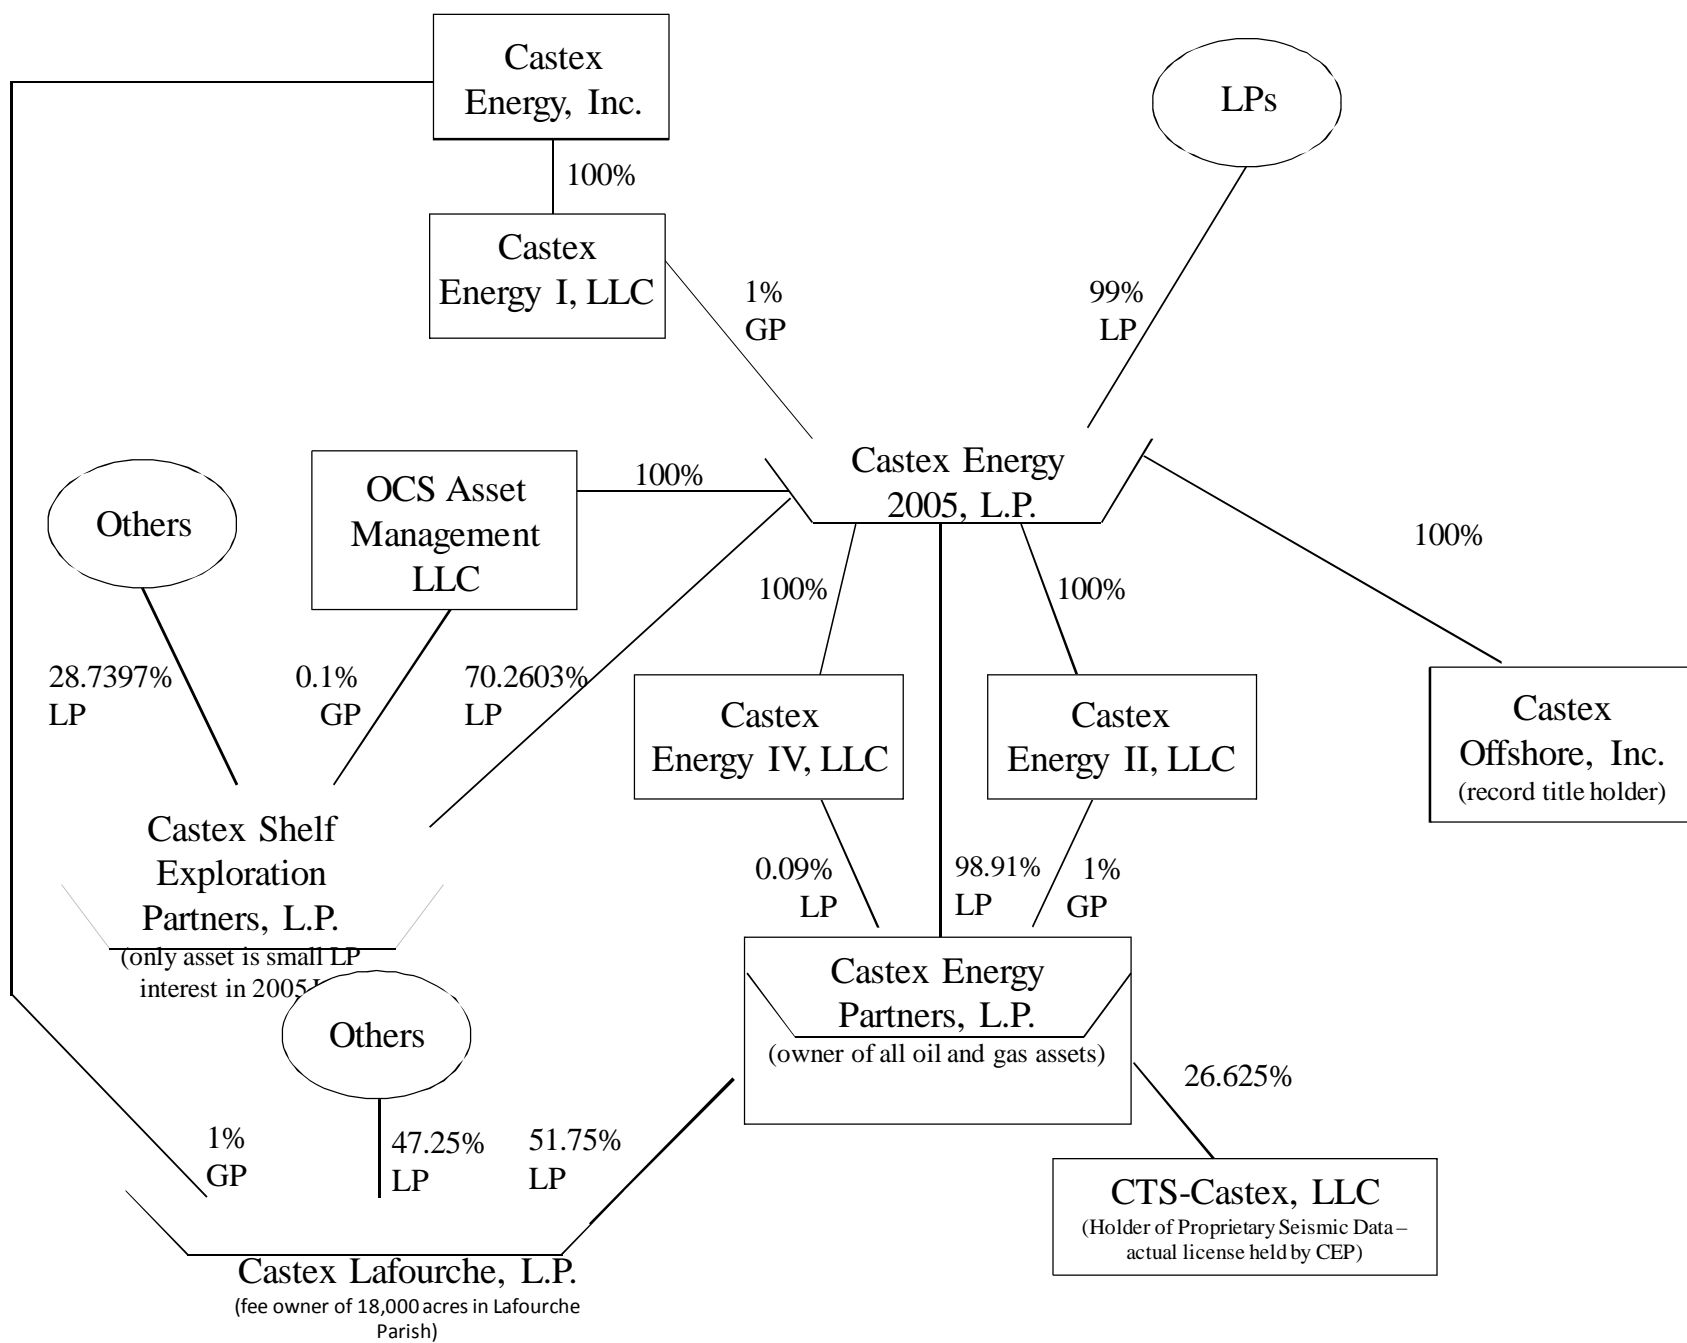 Castex
Energy, Inc.
LPs
100%
Castex
Energy I, LLC
1%
GP
99%
LP
Castex Energy
2005, L.P.
100%
OCS Asset
Management
LLC
Others
100%
100%
100%
28.7397%
LP
0.1%
GP
70.2603%
LP
Castex
Energy IV, LLC
Castex
Energy II, LLC
Castex
Offshore, Inc.
(record title holder)
Castex Shelf
Exploration
Partners, L.P.
(only asset is small LP
interest in 2005
0.09%
LP
98.91%
LP
1%
GP
Castex Energy
Partners, L.P.
(owner of all oil and gas assets)
Others
26.625%
1%
GP
47.25%
LP
51.75%
LP
CTS-Castex, LLC
(Holder of Proprietary Seismic Data –
actual license held by CEP)
Castex Lafourche, L.P.
(fee owner of 18,000 acres in Lafourche
Parish)